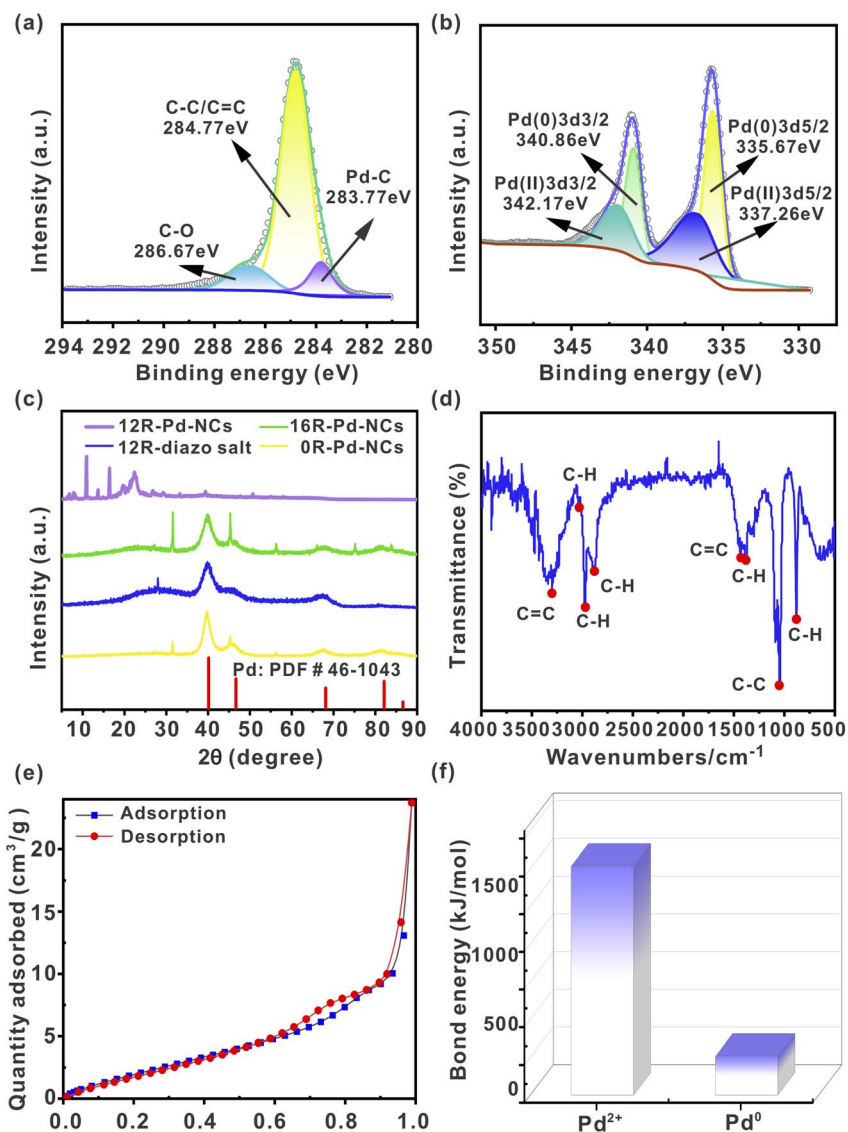 (a)
C-C/C=C
284.77eV
Pd-C
283.77eV
C-O
286.67eV
Intensity (a.u.)
294 292 290 288 286 284 282 280
Binding energy (eV)
(b)
Pd(0)3d3/2
340.86eV
Pd(0)3d5/2
335.67eV
Pd(II)3d3/2
342.17eV
Pd(II)3d5/2
337.26eV
Intensity (a.u.)
350 345 340 335 330
Binding energy (eV)
(c)
12R-Pd-NCs 16R-Pd-NCs
12R-diazo salt 0R-Pd-NCs
Intensity (a.u.)
Pd: PDF # 46-1043
10 20 30 40 50 60 70 80 90
2θ (degree)
(d)
C-H
C=C
C-H
C-H
C=C
C-H
C-H
C-C
Transmittance (%)
4000 3500 3000 2500 2000 1500 1000 500
Wavenumbers/cm⁻¹
(e)
Adsorption
Desorption
Quantity adsorbed (cm³/g)
20
15
10
5
0
0.0 0.2 0.4 0.6 0.8 1.0
(f)
Bond energy (kJ/mol)
1500
1000
500
0
Pd²⁺ Pd⁰